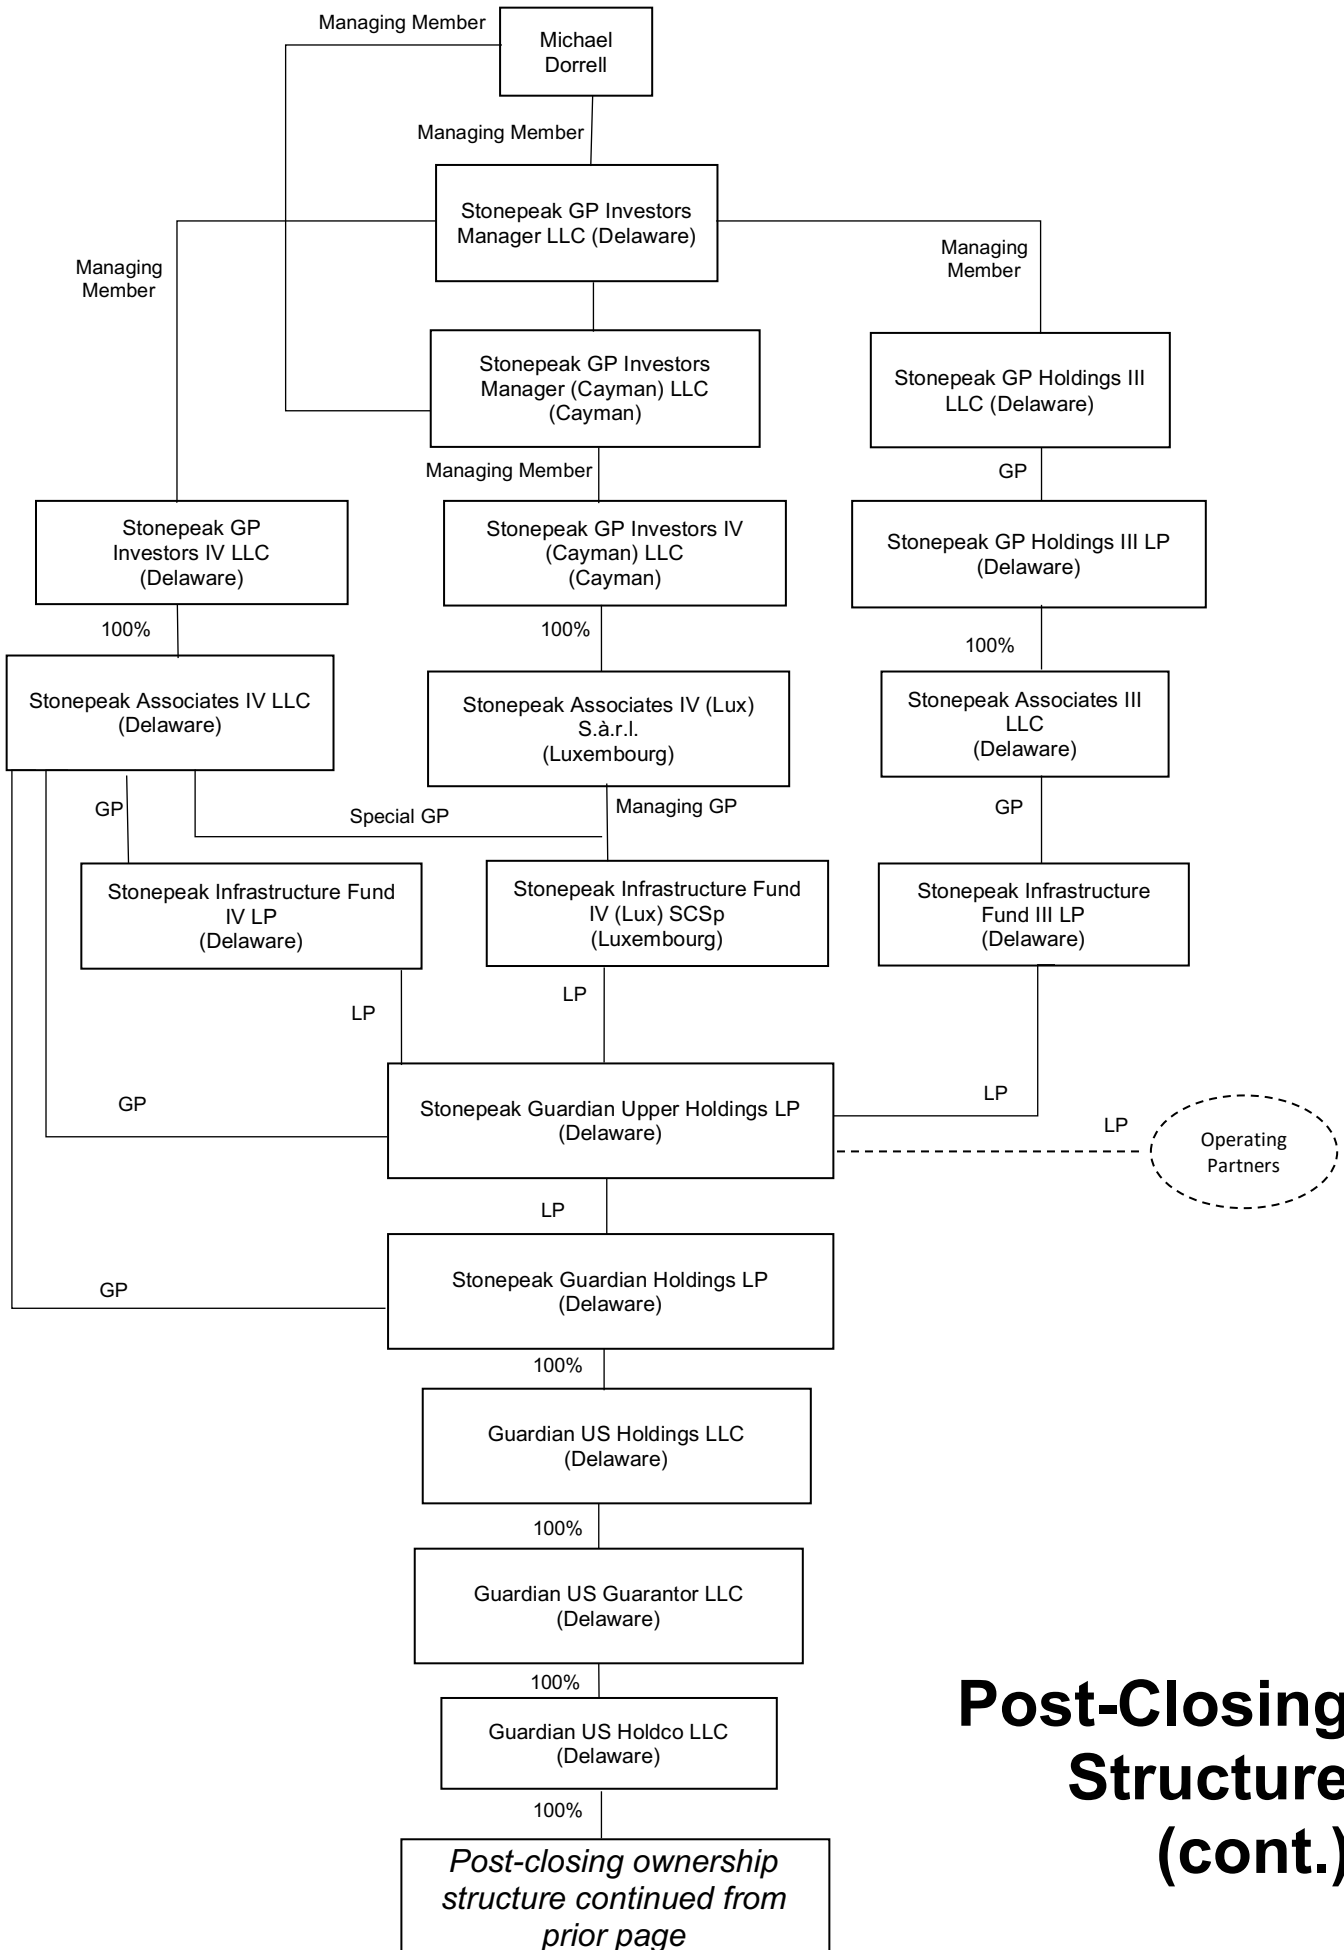 Managing Member
Michael
Dorrell
Managing Member
Stonepeak GP Investors
Manager LLC (Delaware)
Managing
Member
Managing
Member
Stonepeak GP Investors
Manager (Cayman) LLC
(Cayman)
Stonepeak GP Holdings III
LLC (Delaware)
Managing Member
GP
Stonepeak GP
Investors IV LLC
(Delaware)
Stonepeak GP Investors IV
(Cayman) LLC
(Cayman)
Stonepeak GP Holdings III LP
(Delaware)
100%
100%
100%
Stonepeak Associates IV LLC
(Delaware)
Stonepeak Associates IV (Lux)
S.à.r.l.
(Luxembourg)
Stonepeak Associates III
LLC
(Delaware)
GP
Special GP
Managing GP
GP
Stonepeak Infrastructure Fund
IV LP
(Delaware)
Stonepeak Infrastructure Fund
IV (Lux) SCSp
(Luxembourg)
Stonepeak Infrastructure
Fund III LP
(Delaware)
LP
LP
LP
GP
Stonepeak Guardian Upper Holdings LP
(Delaware)
LP
Operating
Partners
LP
GP
Stonepeak Guardian Holdings LP
(Delaware)
100%
Guardian US Holdings LLC
(Delaware)
100%
Guardian US Guarantor LLC
(Delaware)
100%
Guardian US Holdco LLC
(Delaware)
100%
Post-closing ownership
structure continued from
prior page
Post-Closing
Structure
(cont.)